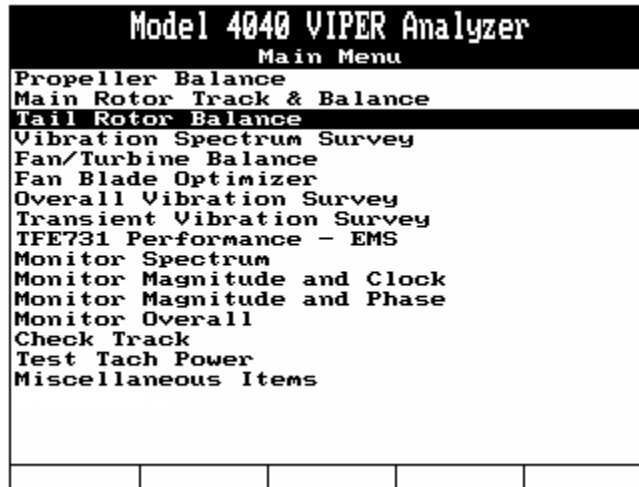 Model 4040 VIPER Analyzer
Main Menu
Propeller Balance
Main Rotor Track & Balance
Tail Rotor Balance
Vibration Spectrum Survey
Fan/Turbine Balance
Fan Blade Optimizer
Overall Vibration Survey
Transient Vibration Survey
TFE731 Performance - EMS
Monitor Spectrum
Monitor Magnitude and Clock
Monitor Magnitude and Phase
Monitor Overall
Check Track
Test Tach Power
Miscellaneous Items